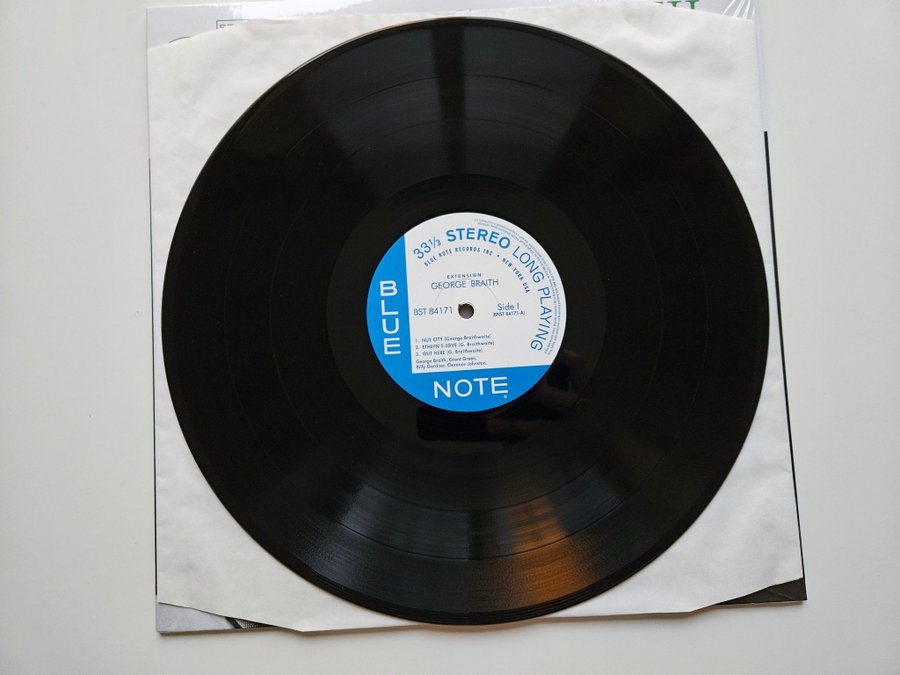 33⅓ STEREO LONG PLAYING
BLUE NOTE RECORDS INC • NEW YORK USA
EXTENSION
GEORGE BRAITH
BST 84171
Side I
(BNST 84171-A)
1. NUT CITY (George Braithwaite)
2. ETHLYN'S LOVE (G. Braithwaite)
3. OUT HERE (G. Braithwaite)
George Braith, Grant Green,
Billy Gardner, Clarence Johnston.
BLUE
NOTE®